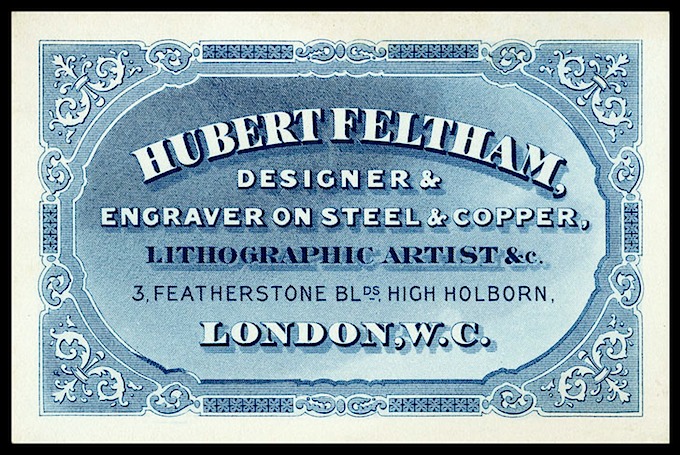 HUBERT FELTHAM,
DESIGNER &
ENGRAVER ON STEEL & COPPER,
LITHOGRAPHIC ARTIST &c.
3, FEATHERSTONE BLDS. HIGH HOLBORN,
LONDON, W.C.